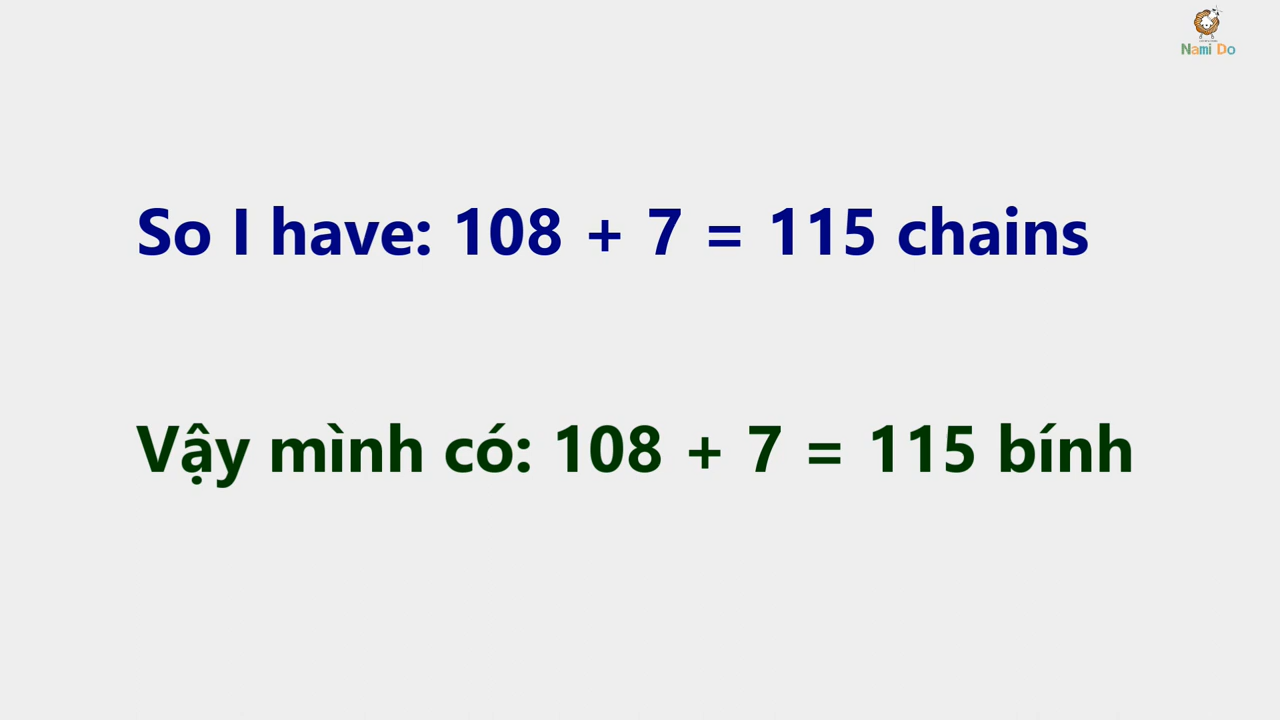 Nami Do
So I have: 108 + 7 = 115 chains
Vậy mình có: 108 + 7 = 115 bính